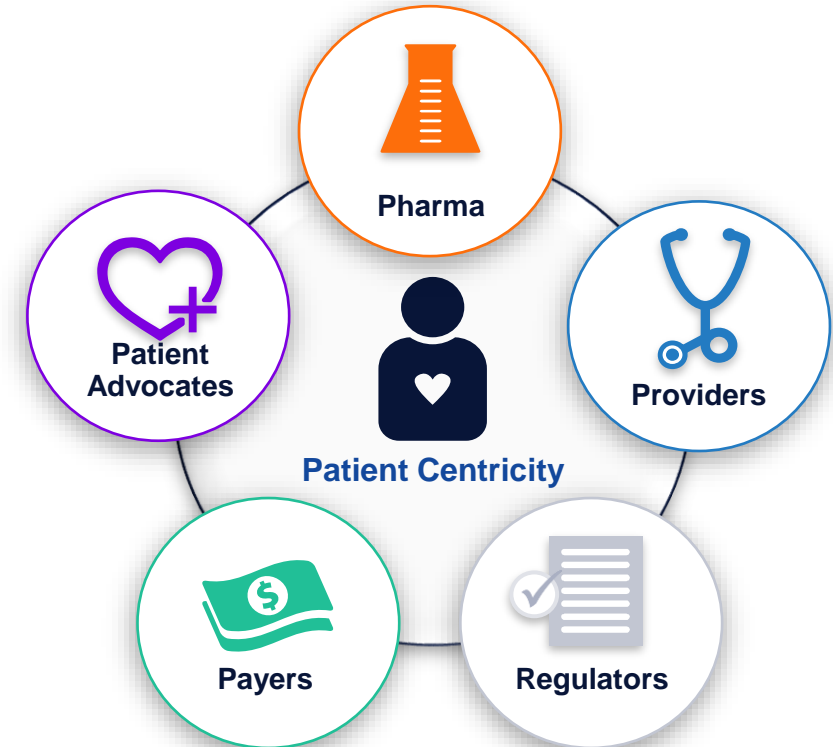 Pharma
Patient
Advocates
Providers
Patient Centricity
$
Payers
Regulators